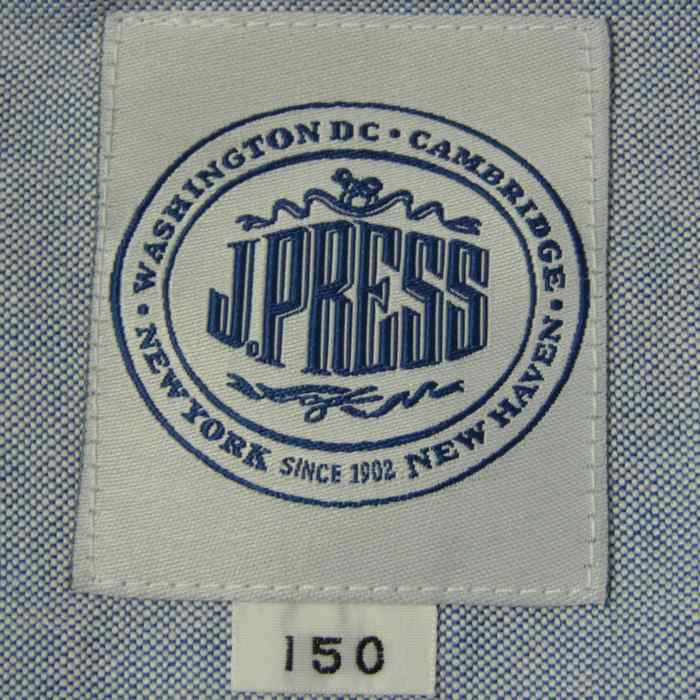 WASHINGTON DC • CAMBRIDGE •
J.PRESS
• NEW YORK SINCE 1902 NEW HAVEN
150